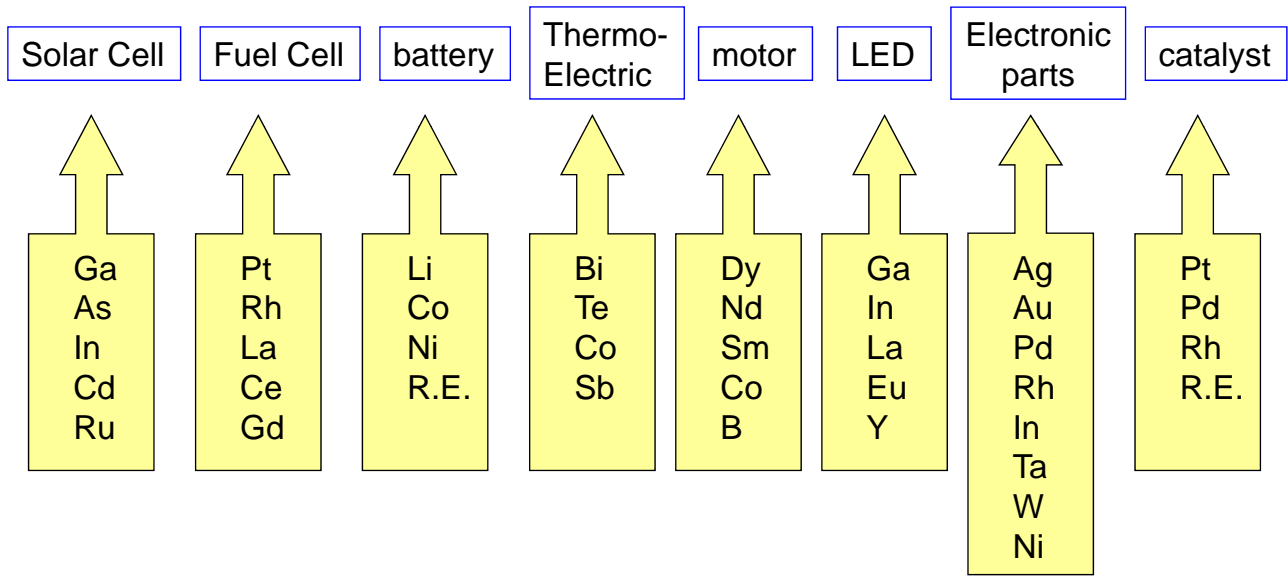 Solar Cell
Fuel Cell
battery
Thermo-
Electric
motor
LED
Electronic
parts
catalyst
Ga
As
In
Cd
Ru
Pt
Rh
La
Ce
Gd
Li
Co
Ni
R.E.
Bi
Te
Co
Sb
Dy
Nd
Sm
Co
B
Ga
In
La
Eu
Y
Ag
Au
Pd
Rh
In
Ta
W
Ni
Pt
Pd
Rh
R.E.